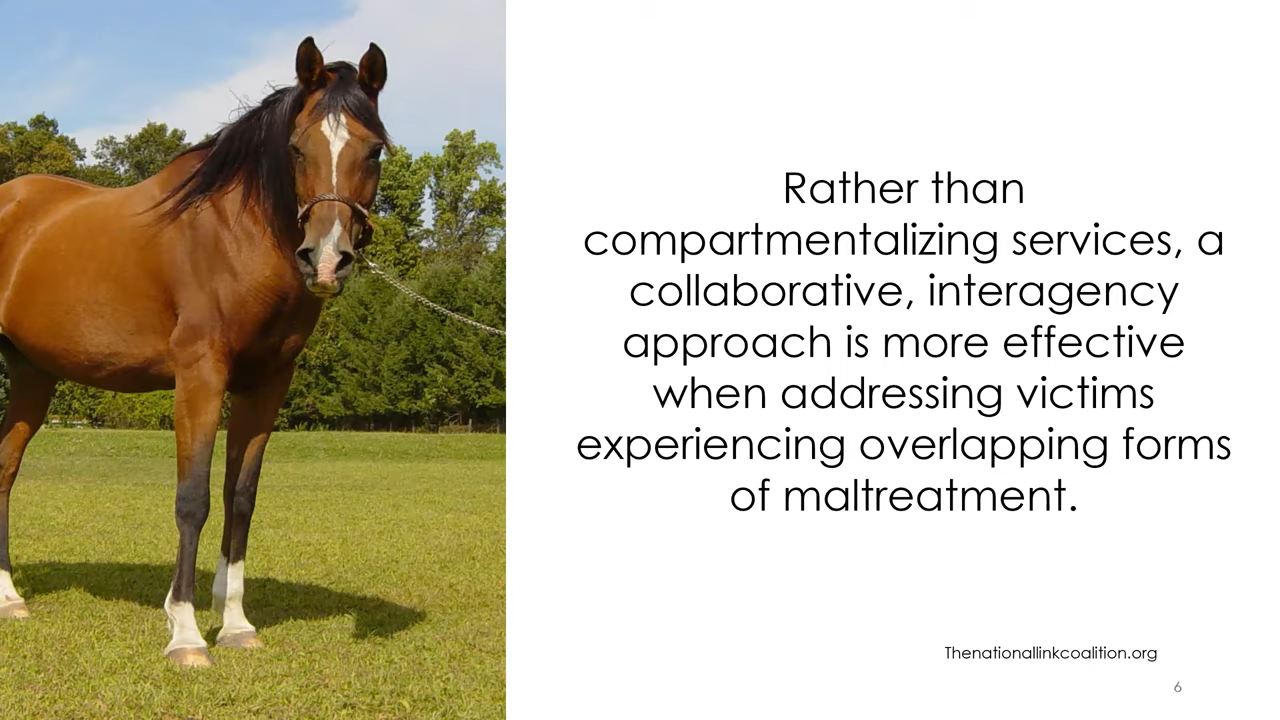 Rather than
compartmentalizing services, a
collaborative, interagency
approach is more effective
when addressing victims
experiencing overlapping forms
of maltreatment.
Thenationallinkcoalition.org
6